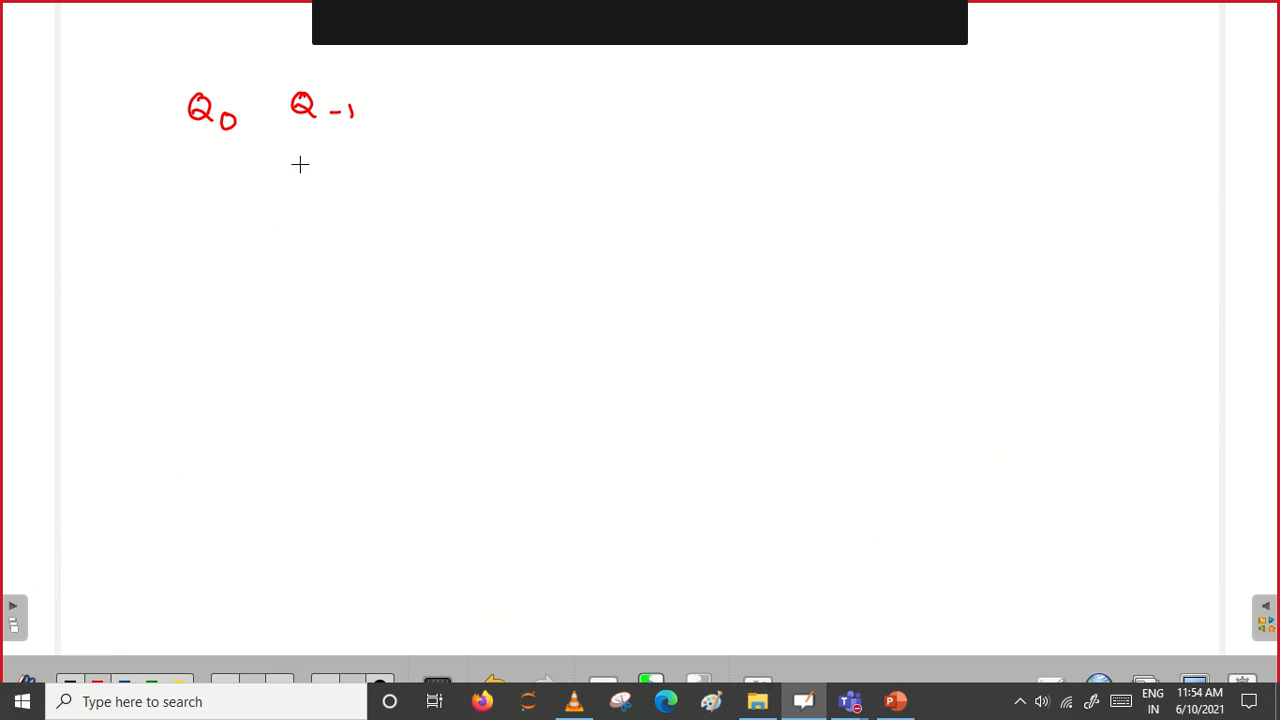 Q₀ Q₋₁
Type here to search
ENG
IN
11:54 AM
6/10/2021